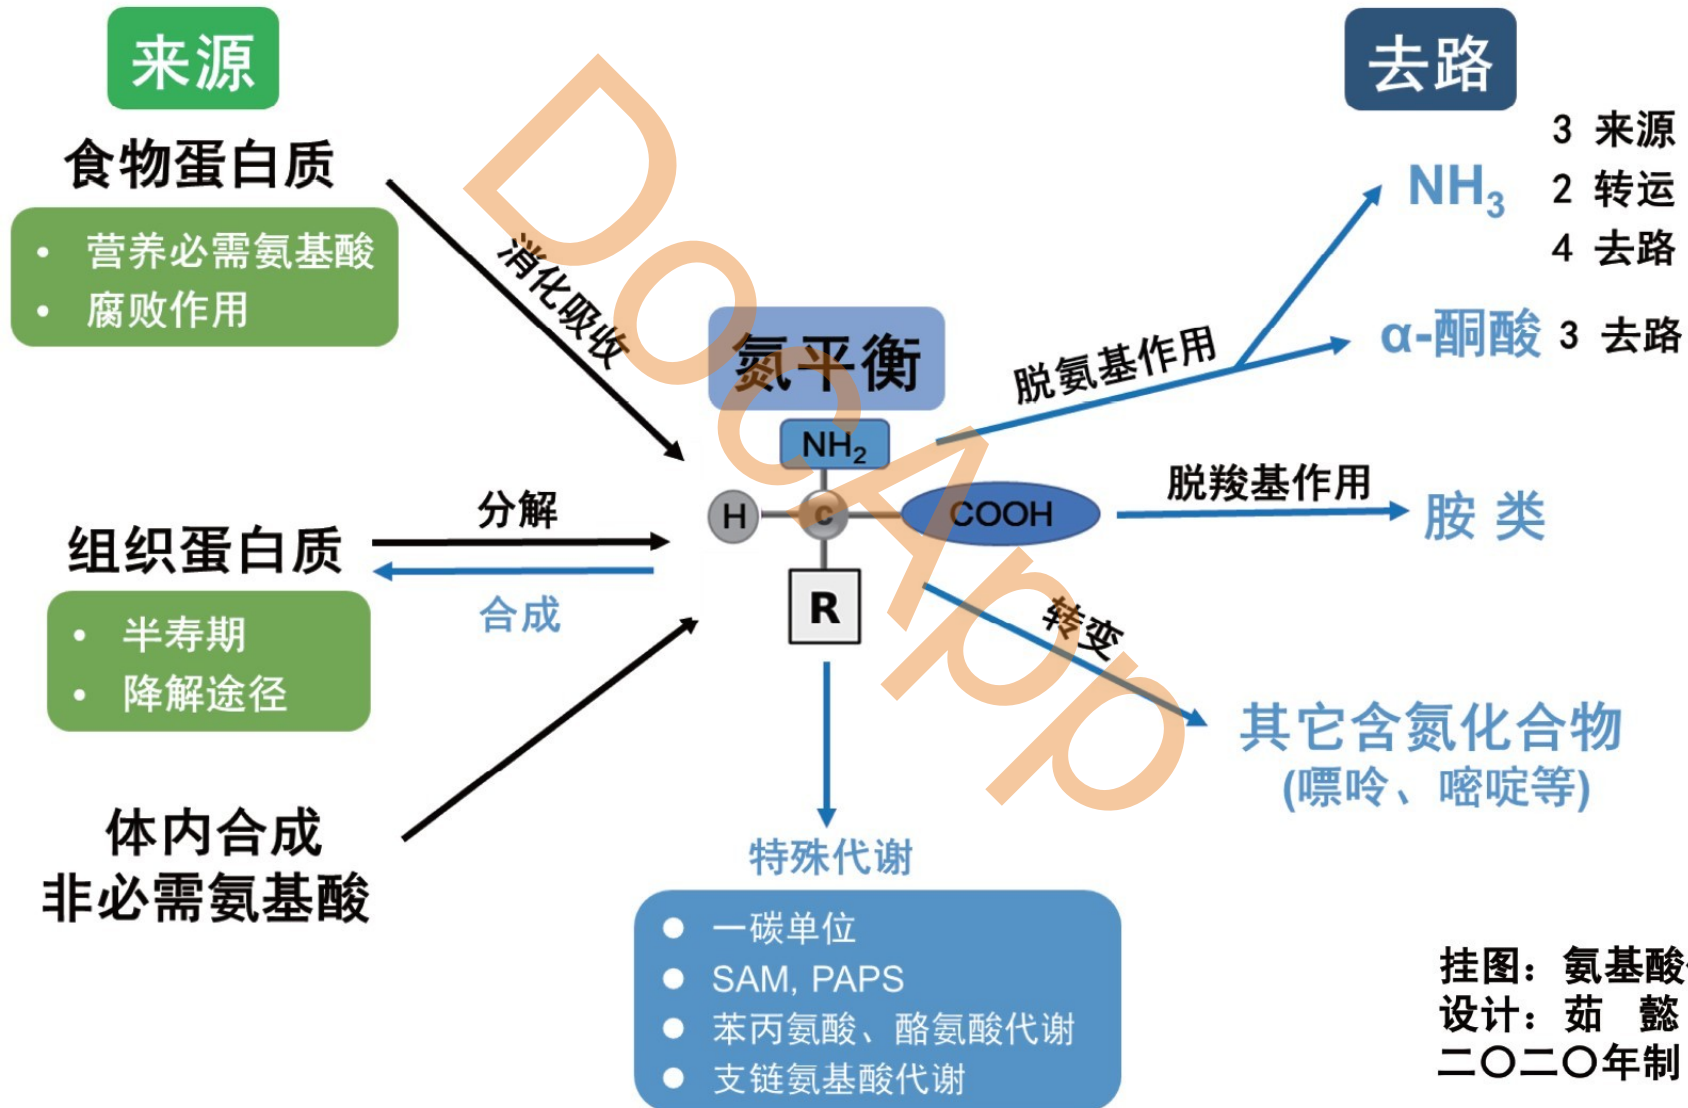 来源
食物蛋白质
• 营养必需氨基酸
• 腐败作用
消化吸收
组织蛋白质
分解
合成
• 半寿期
• 降解途径
体内合成
非必需氨基酸
氮平衡
NH₂
H
c
COOH
R
特殊代谢
● 一碳单位
● SAM, PAPS
● 苯丙氨酸、酪氨酸代谢
● 支链氨基酸代谢
去路
脱氨基作用
NH₃
3 来源
2 转运
4 去路
α-酮酸 3 去路
脱羧基作用
胺 类
转变
其它含氮化合物
(嘌呤、嘧啶等)
挂图：氨基酸
设计：茹 懿
二〇二〇年制
DocApp